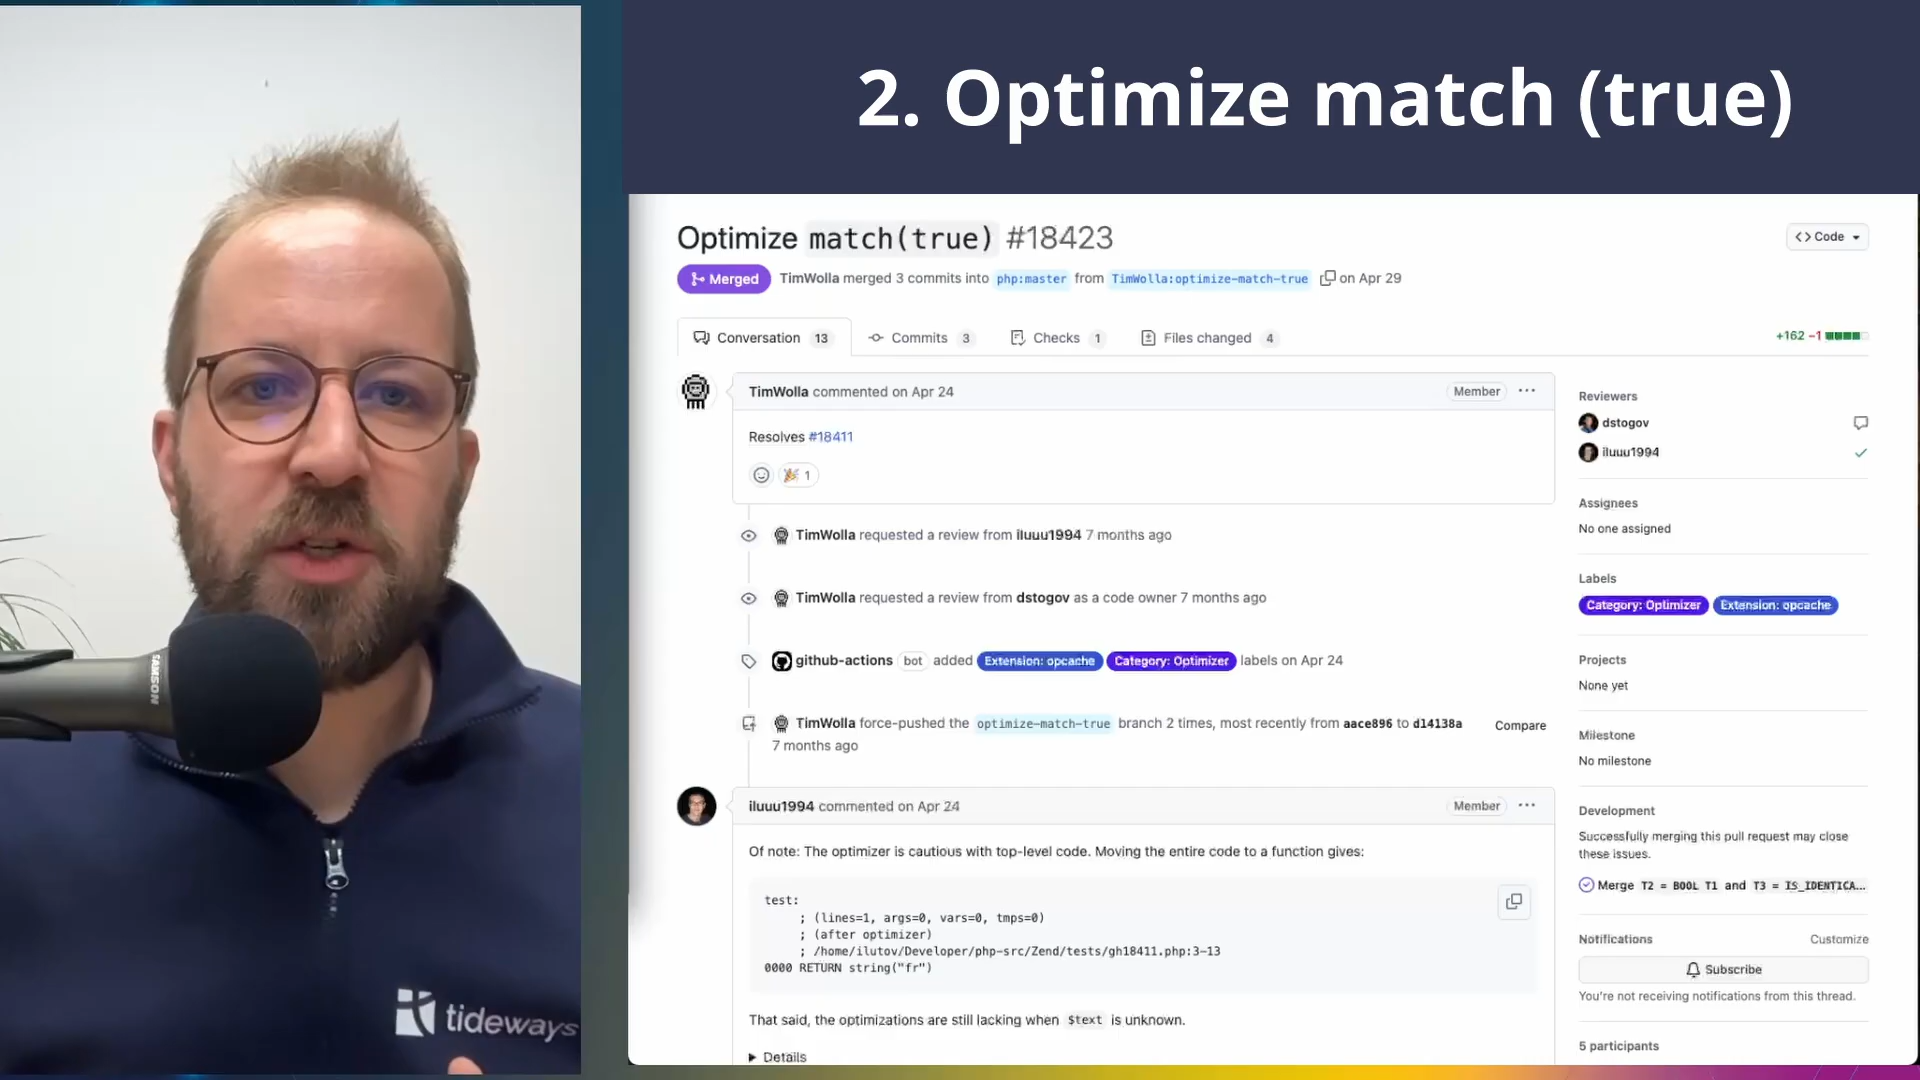 2. Optimize match (true)
Optimize match(true) #18423
Code
Merged TimWolla merged 3 commits into php:master from TimWolla:optimize-match-true on Apr 29
Conversation 13 Commits 3 Checks 1 Files changed 4
+162 −1
TimWolla commented on Apr 24
Member
Resolves #18411
1
TimWolla requested a review from iluuu1994 7 months ago
TimWolla requested a review from dstogov as a code owner 7 months ago
github-actions bot added Extension: opcache Category: Optimizer labels on Apr 24
TimWolla force-pushed the optimize-match-true branch 2 times, most recently from aace896 to d14138a
7 months ago
Compare
iluuu1994 commented on Apr 24
Member
Of note: The optimizer is cautious with top-level code. Moving the entire code to a function gives:
test:
; (lines=1, args=0, vars=0, tmps=0)
; (after optimizer)
; /home/ilutov/Developer/php-src/Zend/tests/gh18411.php:3-13
0000 RETURN string("fr")
That said, the optimizations are still lacking when $text is unknown.
Details
Reviewers
dstogov
iluuu1994
Assignees
No one assigned
Labels
Category: Optimizer Extension: opcache
Projects
None yet
Milestone
No milestone
Development
Successfully merging this pull request may close
these issues.
Merge T2 = BOOL T1 and T3 = IS_IDENTICA...
Notifications
Customize
Subscribe
You're not receiving notifications from this thread.
5 participants
SAMSON
tideways